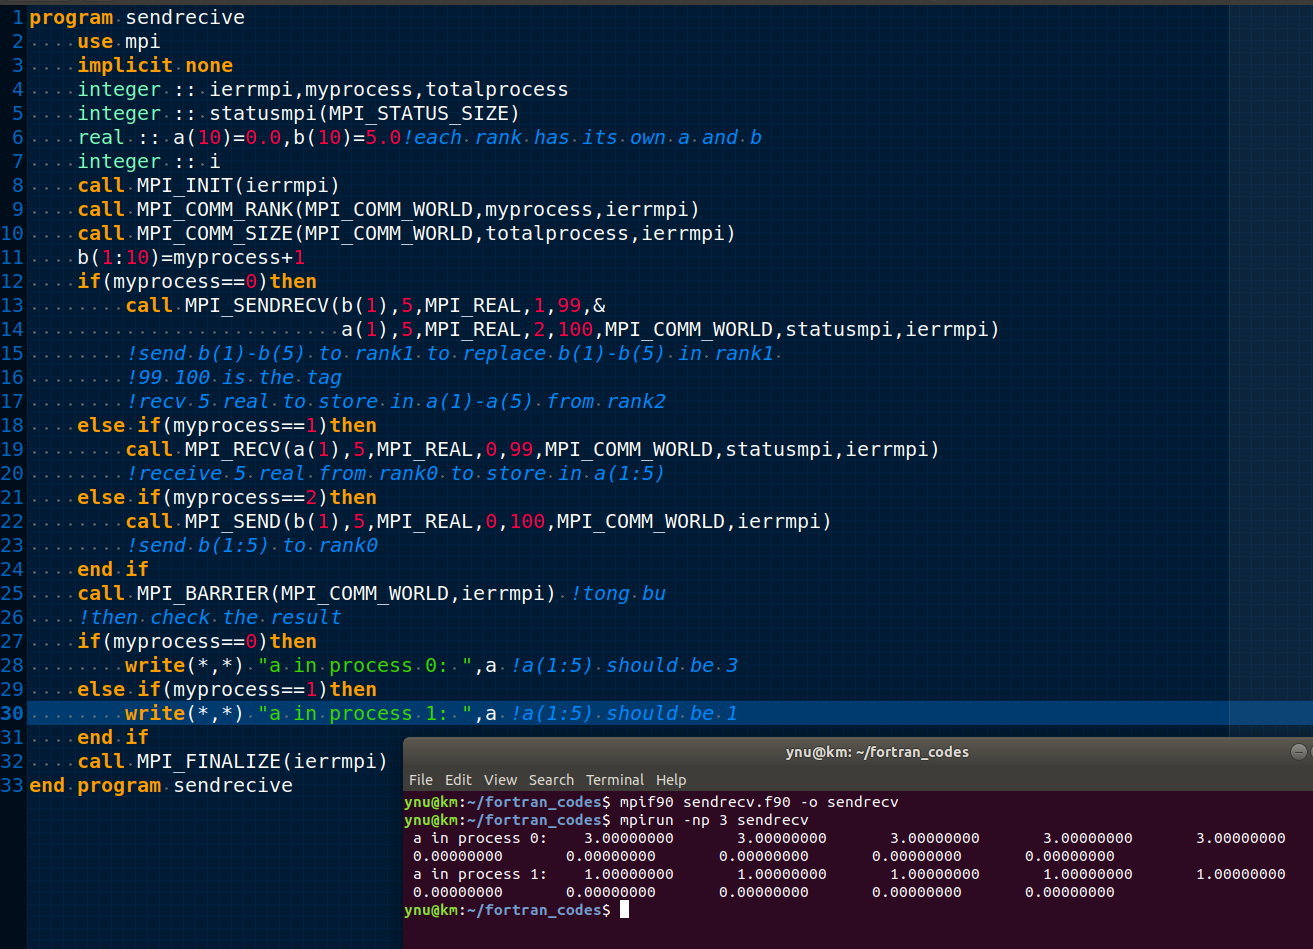 1 program sendrecive
2 use mpi
3 implicit none
4 integer :: ierrmpi,myprocess,totalprocess
5 integer :: statusmpi(MPI_STATUS_SIZE)
6 real :: a(10)=0.0,b(10)=5.0!each rank has its own a and b
7 integer :: i
8 call MPI_INIT(ierrmpi)
9 call MPI_COMM_RANK(MPI_COMM_WORLD,myprocess,ierrmpi)
10 call MPI_COMM_SIZE(MPI_COMM_WORLD,totalprocess,ierrmpi)
11 b(1:10)=myprocess+1
12 if(myprocess==0)then
13 call MPI_SENDRECV(b(1),5,MPI_REAL,1,99,&
14 a(1),5,MPI_REAL,2,100,MPI_COMM_WORLD,statusmpi,ierrmpi)
15 !send b(1)-b(5) to rank1 to replace b(1)-b(5) in rank1
16 !99 100 is the tag
17 !recv 5 real to store in a(1)-a(5) from rank2
18 else if(myprocess==1)then
19 call MPI_RECV(a(1),5,MPI_REAL,0,99,MPI_COMM_WORLD,statusmpi,ierrmpi)
20 !receive 5 real from rank0 to store in a(1:5)
21 else if(myprocess==2)then
22 call MPI_SEND(b(1),5,MPI_REAL,0,100,MPI_COMM_WORLD,ierrmpi)
23 !send b(1:5) to rank0
24 end if
25 call MPI_BARRIER(MPI_COMM_WORLD,ierrmpi) !tong bu
26 !then check the result
27 if(myprocess==0)then
28 write(*,*) "a in process 0: ",a !a(1:5) should be 3
29 else if(myprocess==1)then
30 write(*,*) "a in process 1: ",a !a(1:5) should be 1
31 end if
32 call MPI_FINALIZE(ierrmpi)
33 end program sendrecive
ynu@km: ~/fortran_codes
File Edit View Search Terminal Help
ynu@km:~/fortran_codes$ mpif90 sendrecv.f90 -o sendrecv
ynu@km:~/fortran_codes$ mpirun -np 3 sendrecv
a in process 0: 3.00000000 3.00000000 3.00000000 3.00000000 3.00000000
0.00000000 0.00000000 0.00000000 0.00000000 0.00000000
a in process 1: 1.00000000 1.00000000 1.00000000 1.00000000 1.00000000
0.00000000 0.00000000 0.00000000 0.00000000 0.00000000
ynu@km:~/fortran_codes$